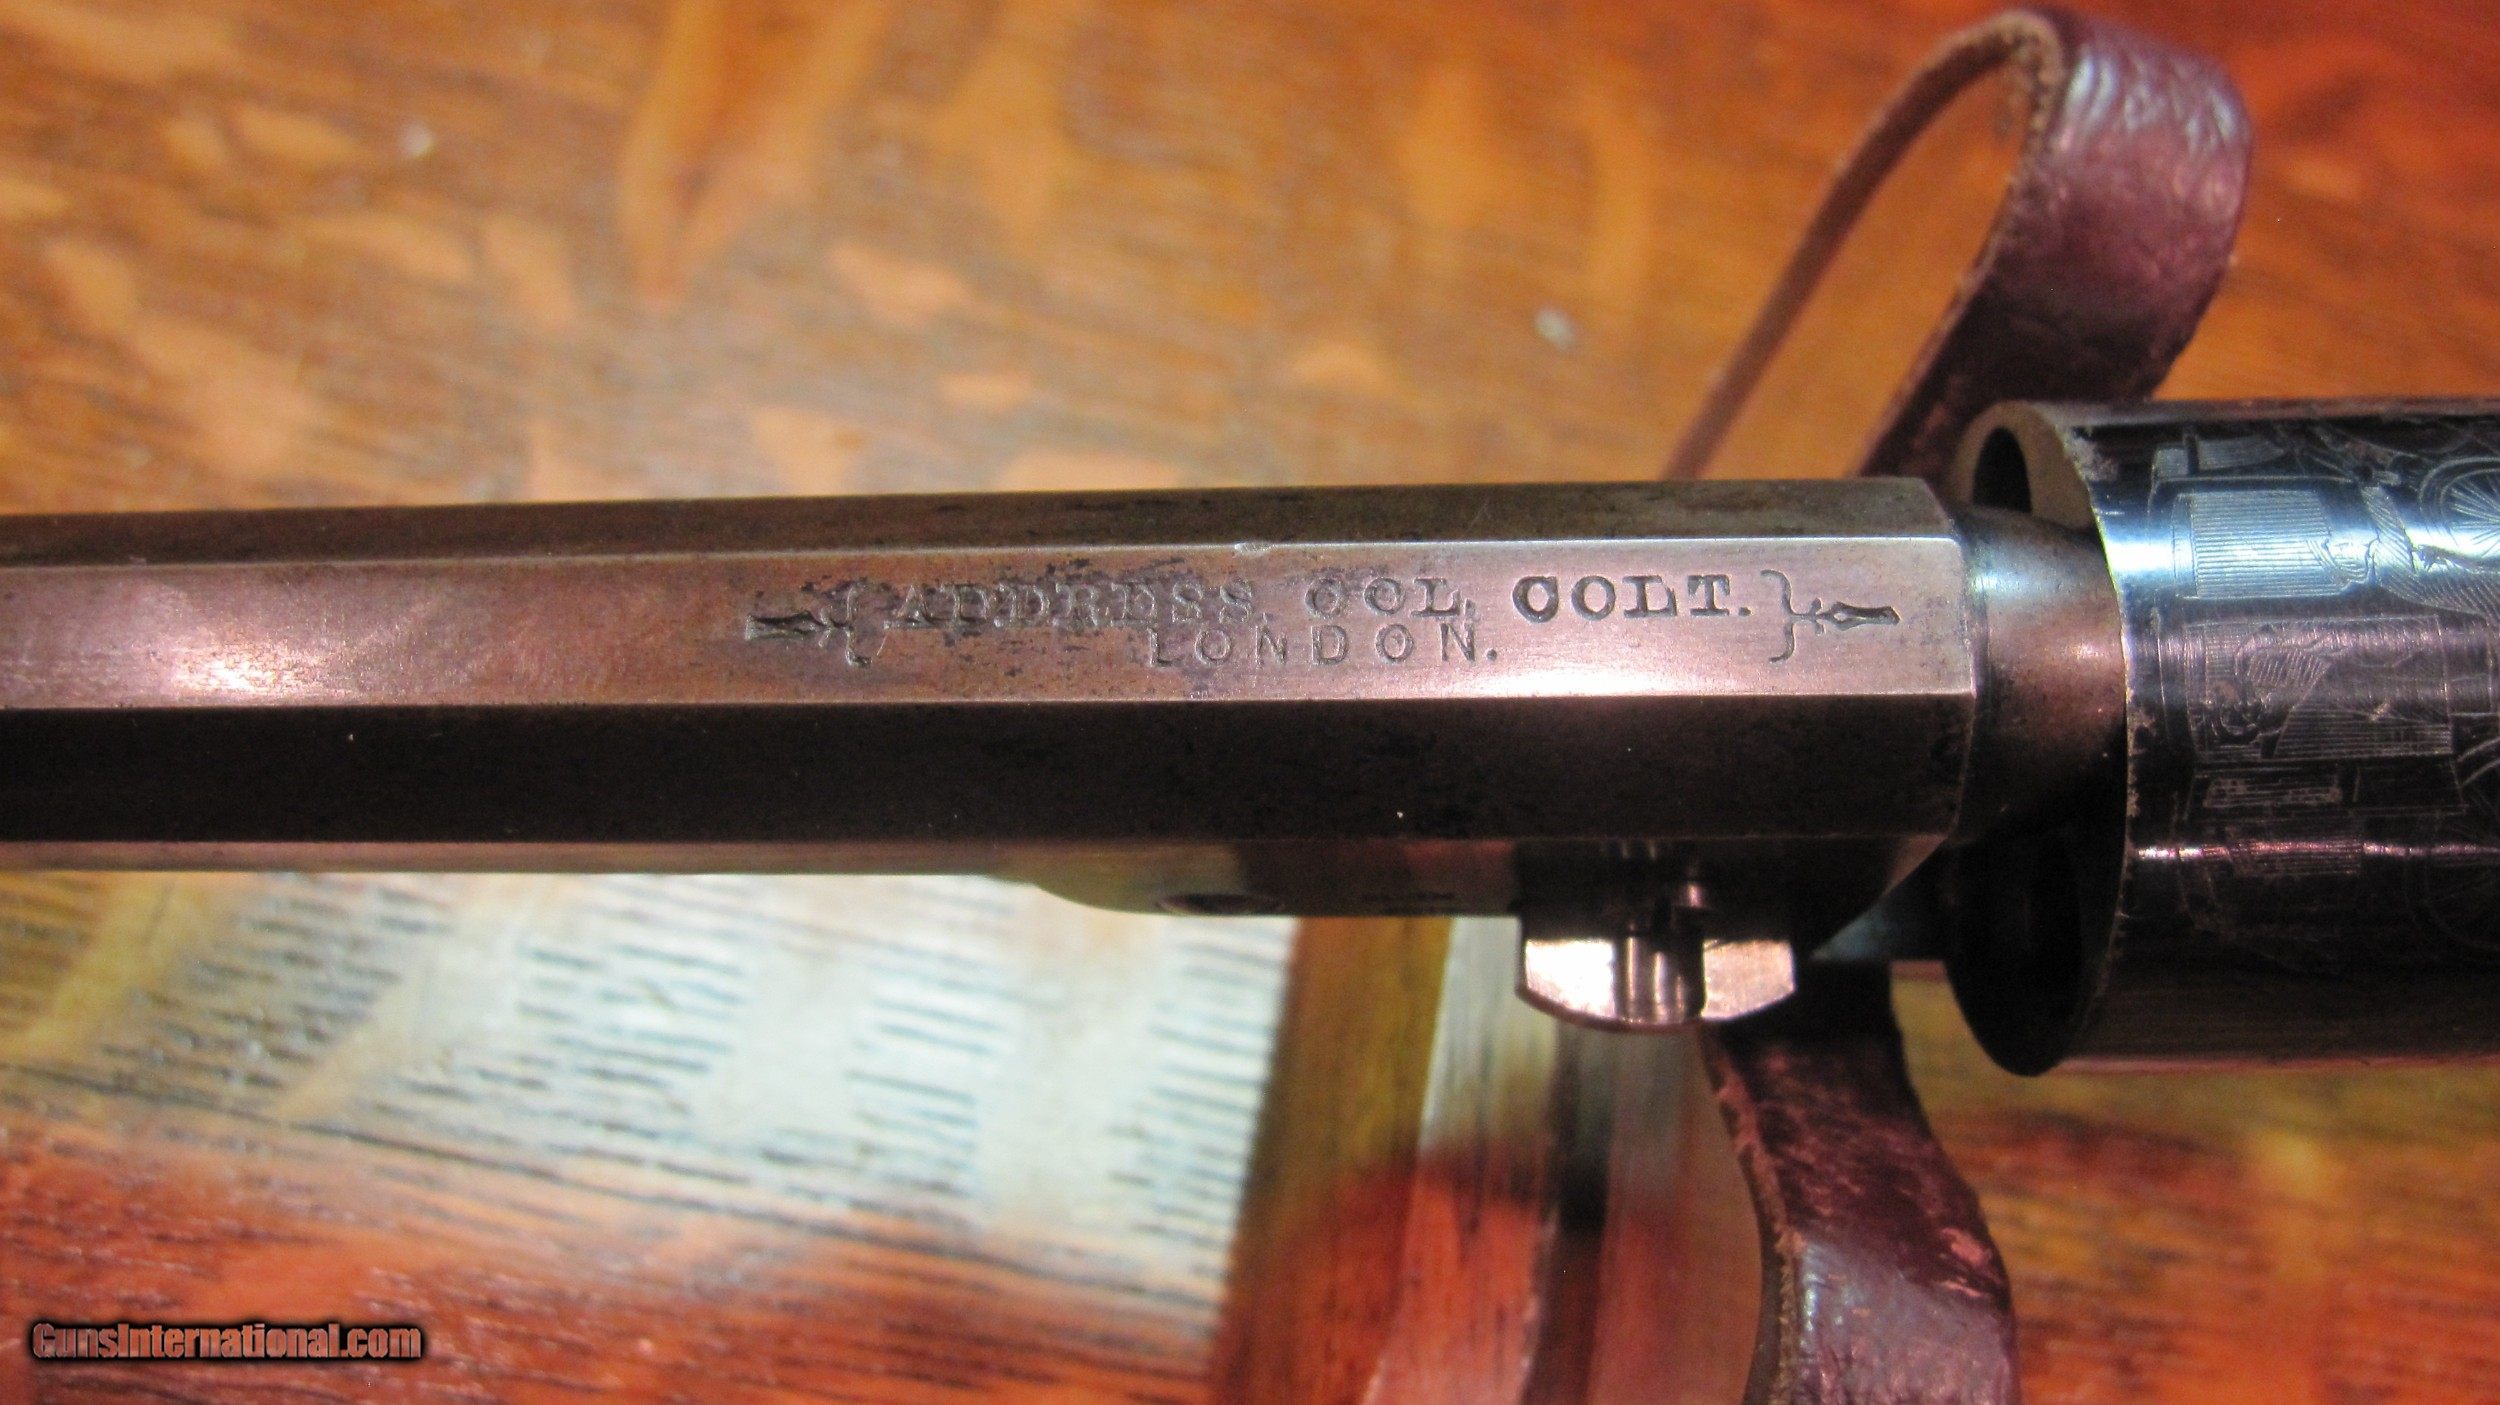 ADDRESS. COL. COLT.
LONDON.
GunsInternational.com